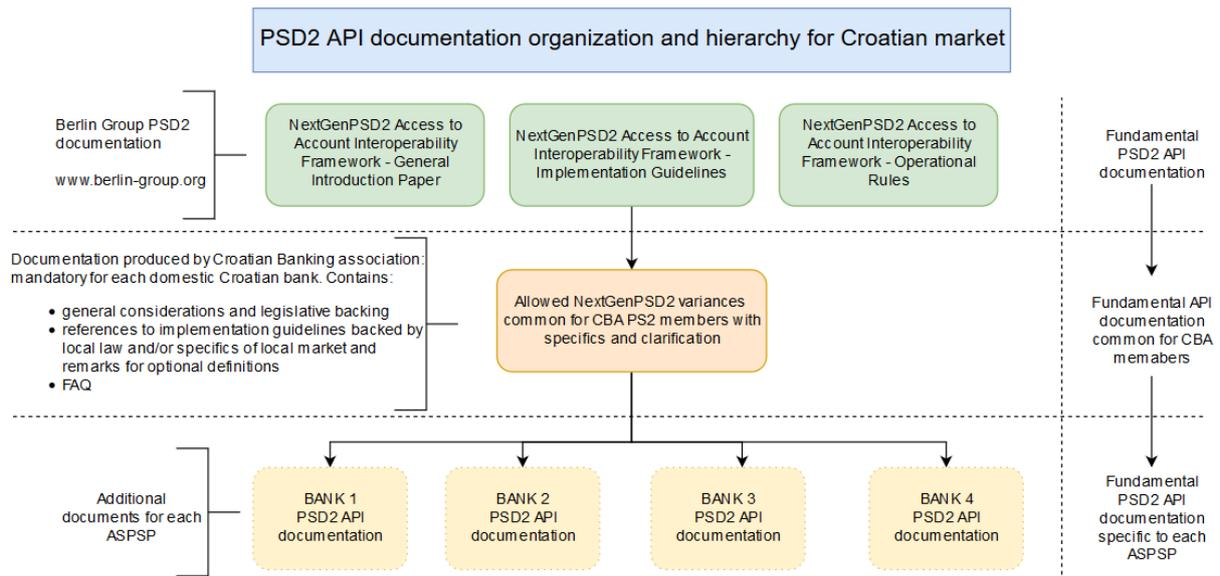 PSD2 API documentation organization and hierarchy for Croatian market
Berlin Group PSD2
documentation
www.berlin-group.org
NextGenPSD2 Access to
Account Interoperability
Framework - General
Introduction Paper
NextGenPSD2 Access to Account
Interoperability Framework -
Implementation Guidelines
NextGenPSD2 Access to
Account Interoperability
Framework - Operational
Rules
Fundamental
PSD2 API
documentation
Documentation produced by Croatian Banking association:
mandatory for each domestic Croatian bank. Contains:
• general considerations and legislative backing
• references to implementation guidelines backed by
local law and/or specifics of local market and
remarks for optional definitions
• FAQ
Allowed NextGenPSD2 variances
common for CBA PS2 members with
specifics and clarification
Fundamental API
documentation
common for CBA
memabers
Additional
documents for each
ASPSP
BANK 1
PSD2 API
documentation
BANK 2
PSD2 API
documentation
BANK 3
PSD2 API
documentation
BANK 4
PSD2 API
documentation
Fundamental
PSD2 API
documentation
specific to each
ASPSP